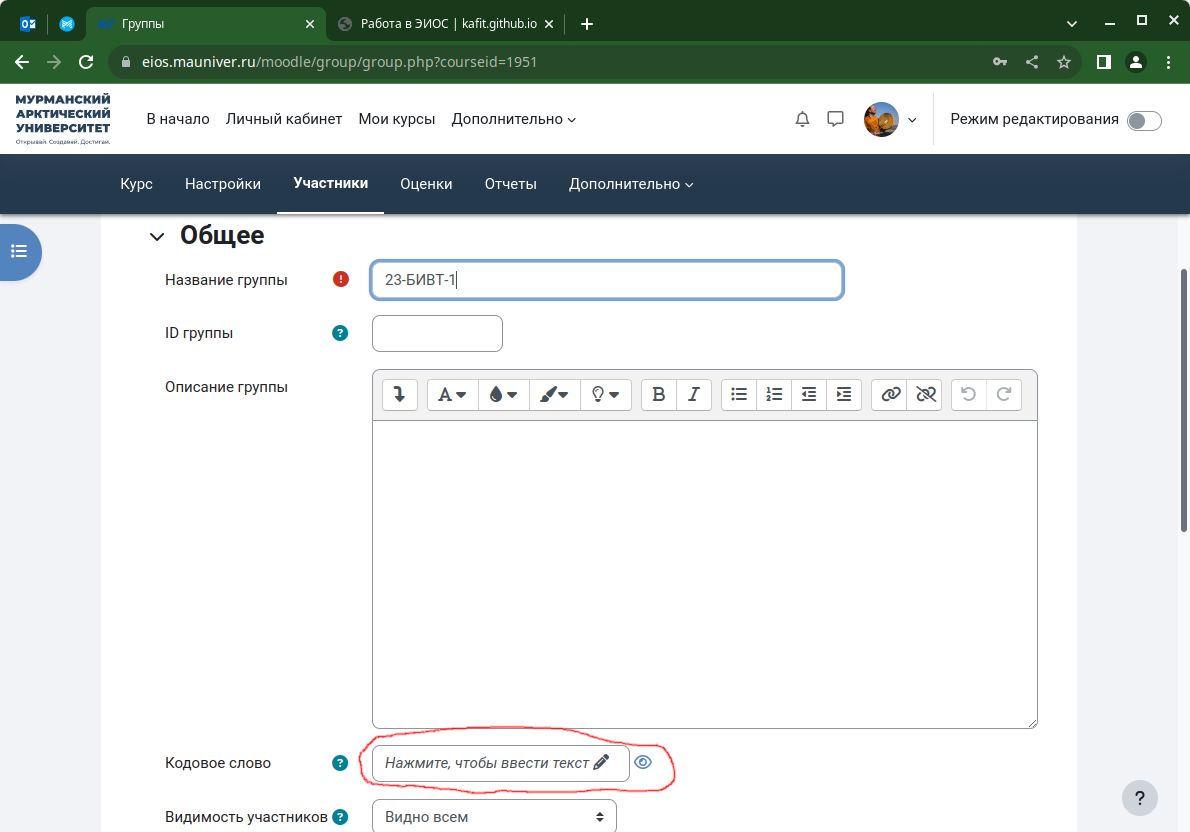 Группы
Работа в ЭИОС | kafit.github.io
eios.mauniver.ru/moodle/group/group.php?courseid=1951
МУРМАНСКИЙ
АРКТИЧЕСКИЙ
УНИВЕРСИТЕТ
Открывай. Создавай. Достигай.
В начало Личный кабинет Мои курсы Дополнительно
Режим редактирования
Курс Настройки Участники Оценки Отчеты Дополнительно
Общее
Название группы 23-БИВТ-1
ID группы
Описание группы
Кодовое слово Нажмите, чтобы ввести текст
Видимость участников Видно всем